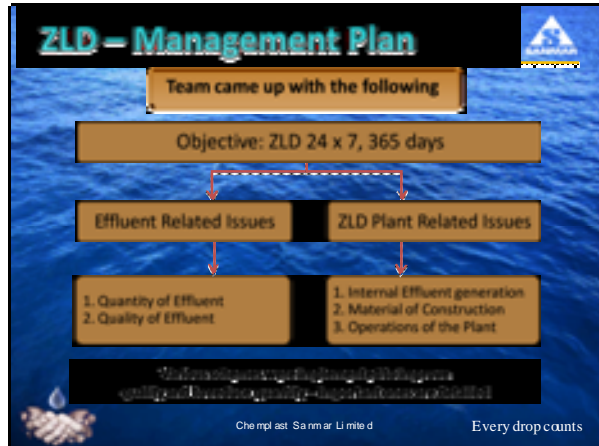 ZLD – Management Plan
SANMAR
Team came up with the following
Objective: ZLD 24 x 7, 365 days
Effluent Related Issues
ZLD Plant Related Issues
1. Quantity of Effluent
2. Quality of Effluent
1. Internal Effluent generation
2. Material of Construction
3. Operations of the Plant
Chemplast Sanmar Limited
Every drop counts